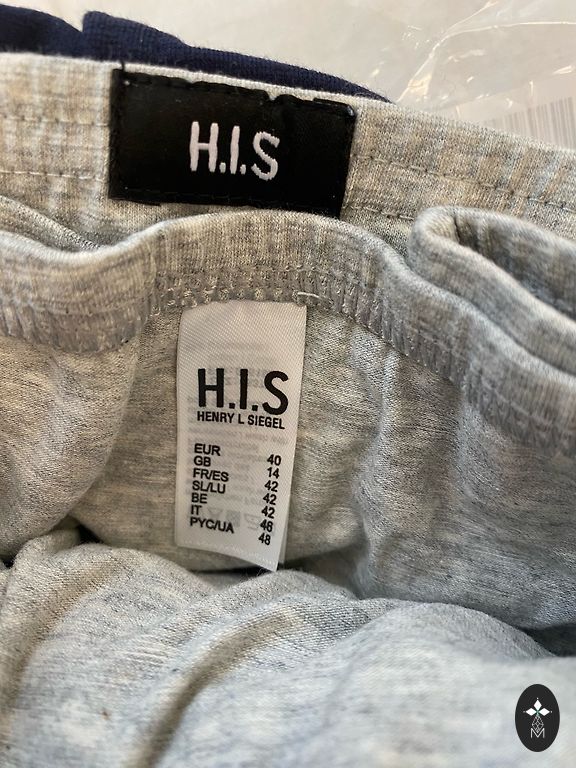 H.I.S
H.I.S
HENRY L SIEGEL
EUR 40
GB 14
FR/ES 42
SL/LU 42
BE 42
IT 46
PYC/UA 48
M